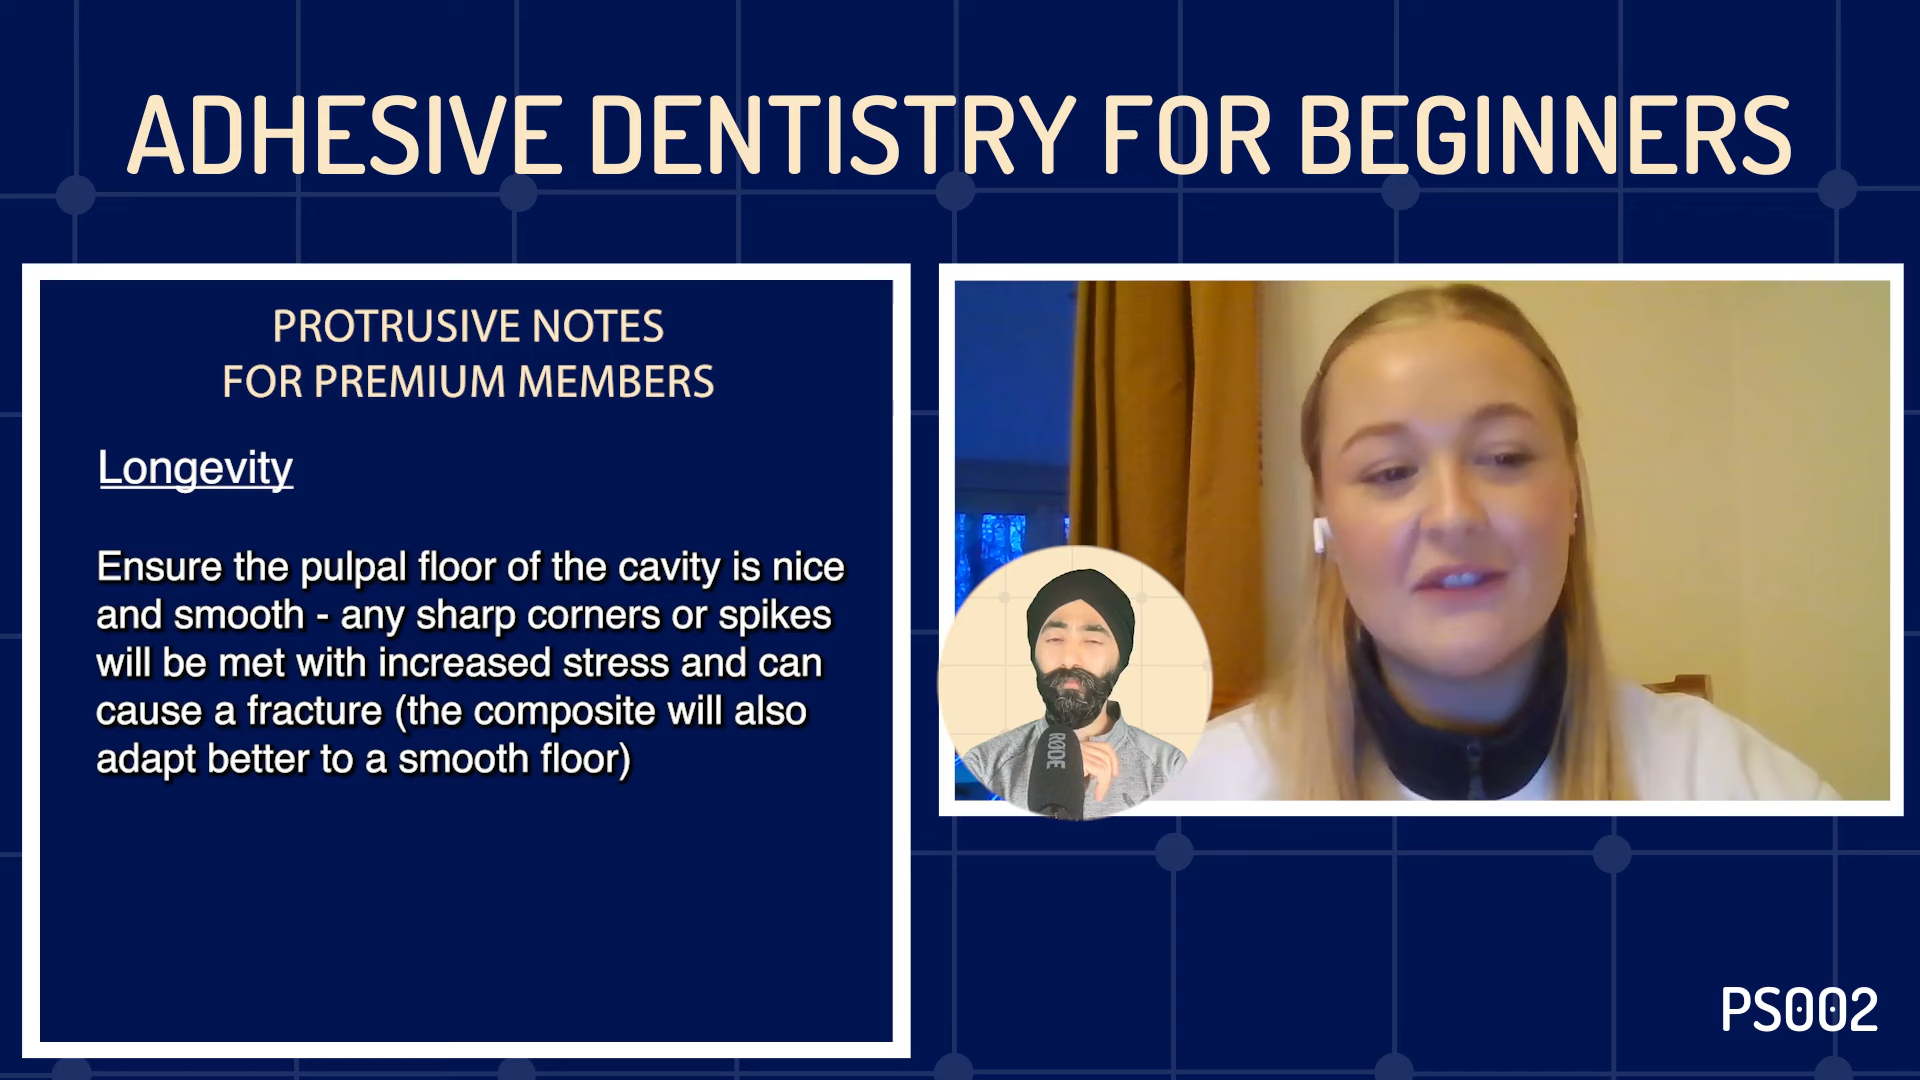 ADHESIVE DENTISTRY FOR BEGINNERS
PROTRUSIVE NOTES
FOR PREMIUM MEMBERS
Longevity
Ensure the pulpal floor of the cavity is nice
and smooth - any sharp corners or spikes
will be met with increased stress and can
cause a fracture (the composite will also
adapt better to a smooth floor)
RØDE
PS002